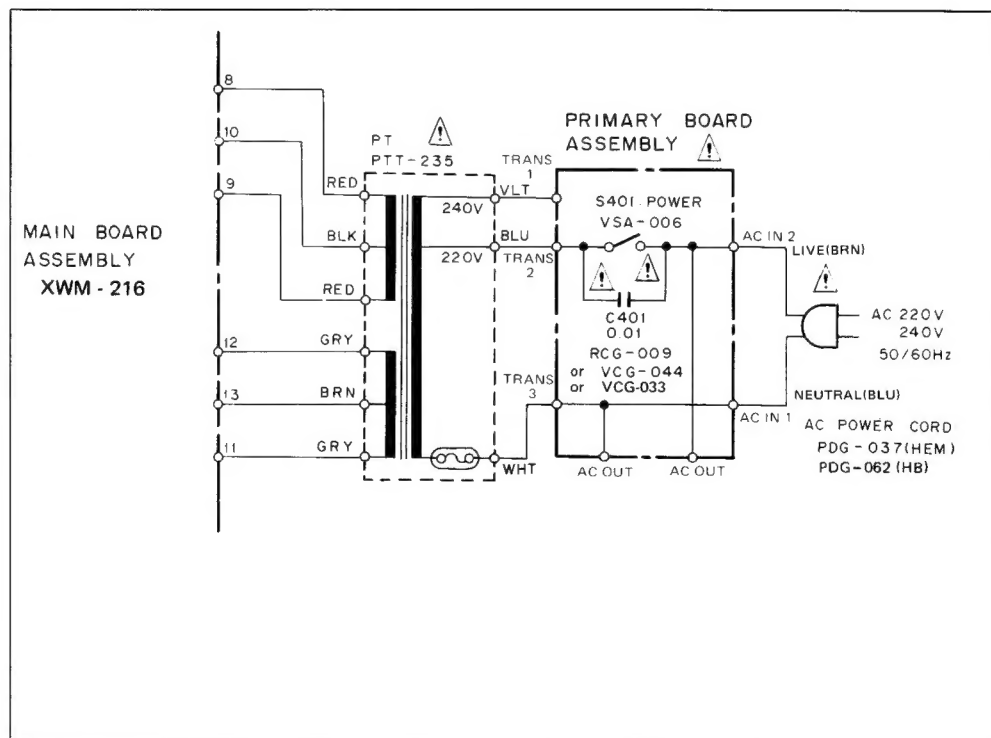 8
10
9
MAIN BOARD
ASSEMBLY
XWM-216
12
13
11
RED
BLK
RED
GRY
BRN
GRY
PT
PTT-235
240V
220V
TRANS
1
VLT
BLU
TRANS
2
TRANS
3
WHT
PRIMARY BOARD
ASSEMBLY
S401 POWER
VSA-006
C401
0.01
RCG-009
or VCG-044
or VCG-033
AC OUT
AC OUT
AC IN 2
LIVE(BRN)
AC 220V
240V
50/60Hz
NEUTRAL(BLU)
AC IN 1
AC POWER CORD
PDG-037(HEM)
PDG-062(HB)